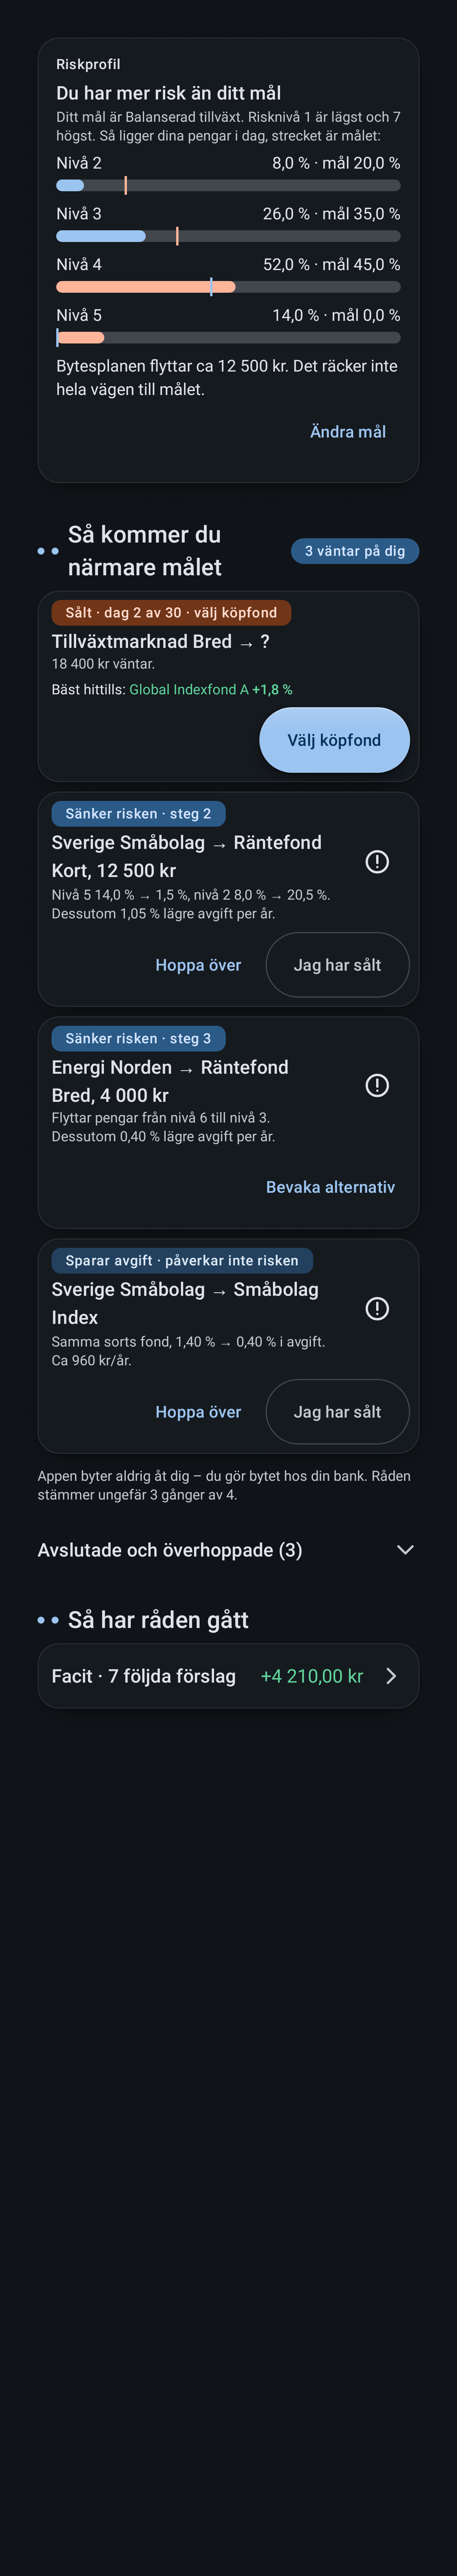 Riskprofil
Du har mer risk än ditt mål
Ditt mål är Balanserad tillväxt. Risknivå 1 är lägst och 7
högst. Så ligger dina pengar i dag, strecket är målet:
Nivå 2 8,0 % · mål 20,0 %
Nivå 3 26,0 % · mål 35,0 %
Nivå 4 52,0 % · mål 45,0 %
Nivå 5 14,0 % · mål 0,0 %
Bytesplanen flyttar ca 12 500 kr. Det räcker inte
hela vägen till målet.
Ändra mål
Så kommer du
närmare målet
3 väntar på dig
Sålt · dag 2 av 30 · välj köpfond
Tillväxtmarknad Bred → ?
18 400 kr väntar.
Bäst hittills: Global Indexfond A +1,8 %
Välj köpfond
Sänker risken · steg 2
Sverige Småbolag → Räntefond
Kort, 12 500 kr
Nivå 5 14,0 % → 1,5 %, nivå 2 8,0 % → 20,5 %.
Dessutom 1,05 % lägre avgift per år.
Hoppa över Jag har sålt
Sänker risken · steg 3
Energi Norden → Räntefond
Bred, 4 000 kr
Flyttar pengar från nivå 6 till nivå 3.
Dessutom 0,40 % lägre avgift per år.
Bevaka alternativ
Sparar avgift · påverkar inte risken
Sverige Småbolag → Småbolag
Index
Samma sorts fond, 1,40 % → 0,40 % i avgift.
Ca 960 kr/år.
Hoppa över Jag har sålt
Appen byter aldrig åt dig – du gör bytet hos din bank. Råden
stämmer ungefär 3 gånger av 4.
Avslutade och överhoppade (3)
Så har råden gått
Facit · 7 följda förslag +4 210,00 kr